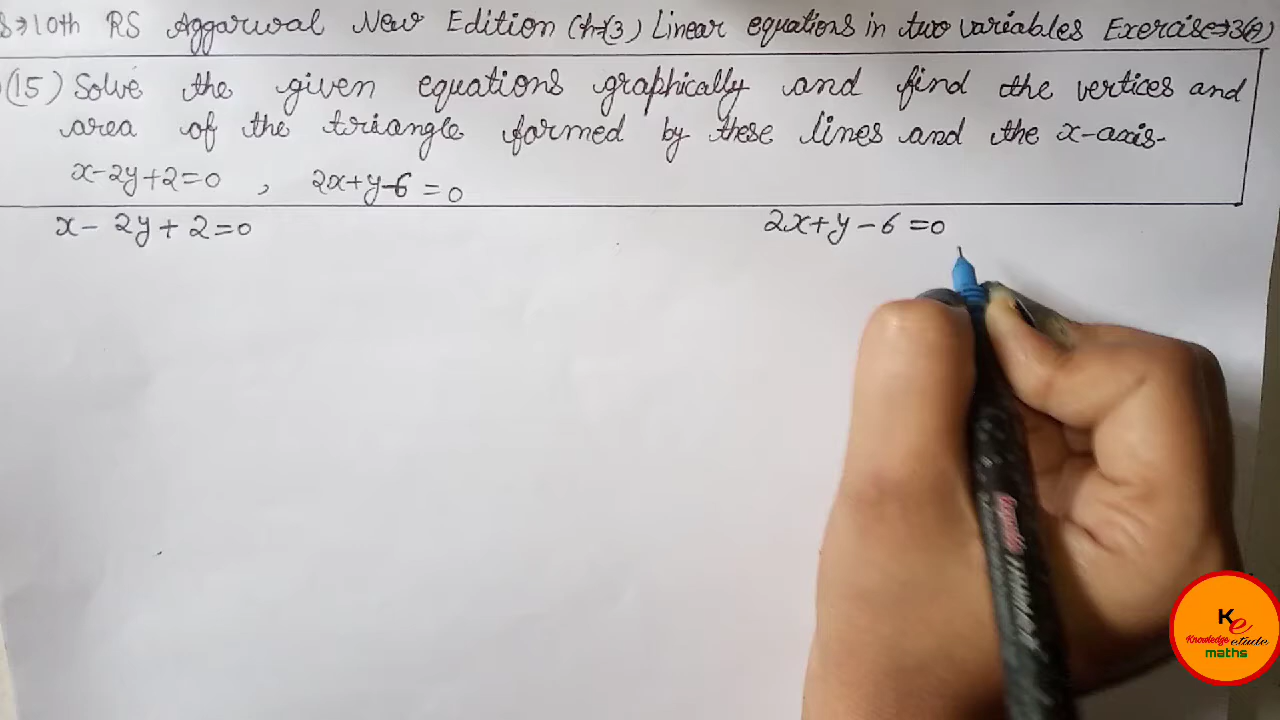 s→10th RS Aggarwal New Edition (ch-3) Linear equations in two variables Exercise→3(A)
(15) Solve the given equations graphically and find the vertices and
area of the triangle formed by these lines and the x-axis-
x-2y+2=0 , 2x+y-6=0
x- 2y+2=0 2x+y-6=0
Ke
Knowledge etude
maths